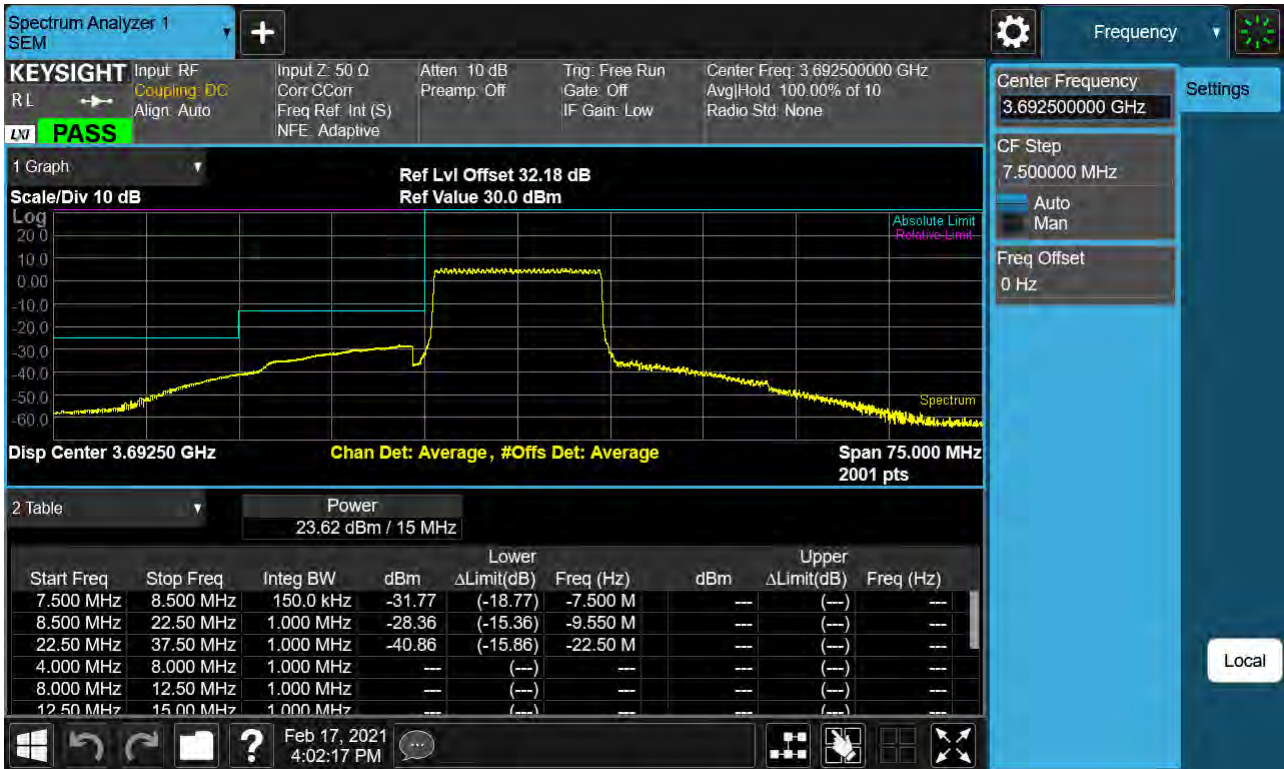 Spectrum Analyzer 1
SEM
Frequency
KEYSIGHT
RL
LXI
PASS
Input: RF
Coupling: DC
Align: Auto
Input Z: 50 Ω
Corr CCorr
Freq Ref: Int (S)
NFE: Adaptive
Atten: 10 dB
Preamp: Off
Trig: Free Run
Gate: Off
IF Gain: Low
Center Freq: 3.692500000 GHz
Avg|Hold: 100.00% of 10
Radio Std: None
Center Frequency
3.692500000 GHz
Settings
CF Step
7.500000 MHz
Auto
Man
Freq Offset
0 Hz
Local
1 Graph
Ref Lvl Offset 32.18 dB
Scale/Div 10 dB
Ref Value 30.0 dBm
Log
20.0
10.0
0.00
-10.0
-20.0
-30.0
-40.0
-50.0
-60.0
Absolute Limit
Relative Limit
Spectrum
Disp Center 3.69250 GHz
Chan Det: Average, #Offs Det: Average
Span 75.000 MHz
2001 pts
2 Table
Power
23.62 dBm / 15 MHz
Lower Upper
Start Freq Stop Freq Integ BW dBm ΔLimit(dB) Freq (Hz) dBm ΔLimit(dB) Freq (Hz)
7.500 MHz 8.500 MHz 150.0 kHz -31.77 (-18.77) -7.500 M --- (---) ---
8.500 MHz 22.50 MHz 1.000 MHz -28.36 (-15.36) -9.550 M --- (---) ---
22.50 MHz 37.50 MHz 1.000 MHz -40.86 (-15.86) -22.50 M --- (---) ---
4.000 MHz 8.000 MHz 1.000 MHz --- (---) --- --- (---) ---
8.000 MHz 12.50 MHz 1.000 MHz --- (---) --- --- (---) ---
12.50 MHz 15.00 MHz 1.000 MHz --- (---) --- --- (---) ---
?
Feb 17, 2021
4:02:17 PM